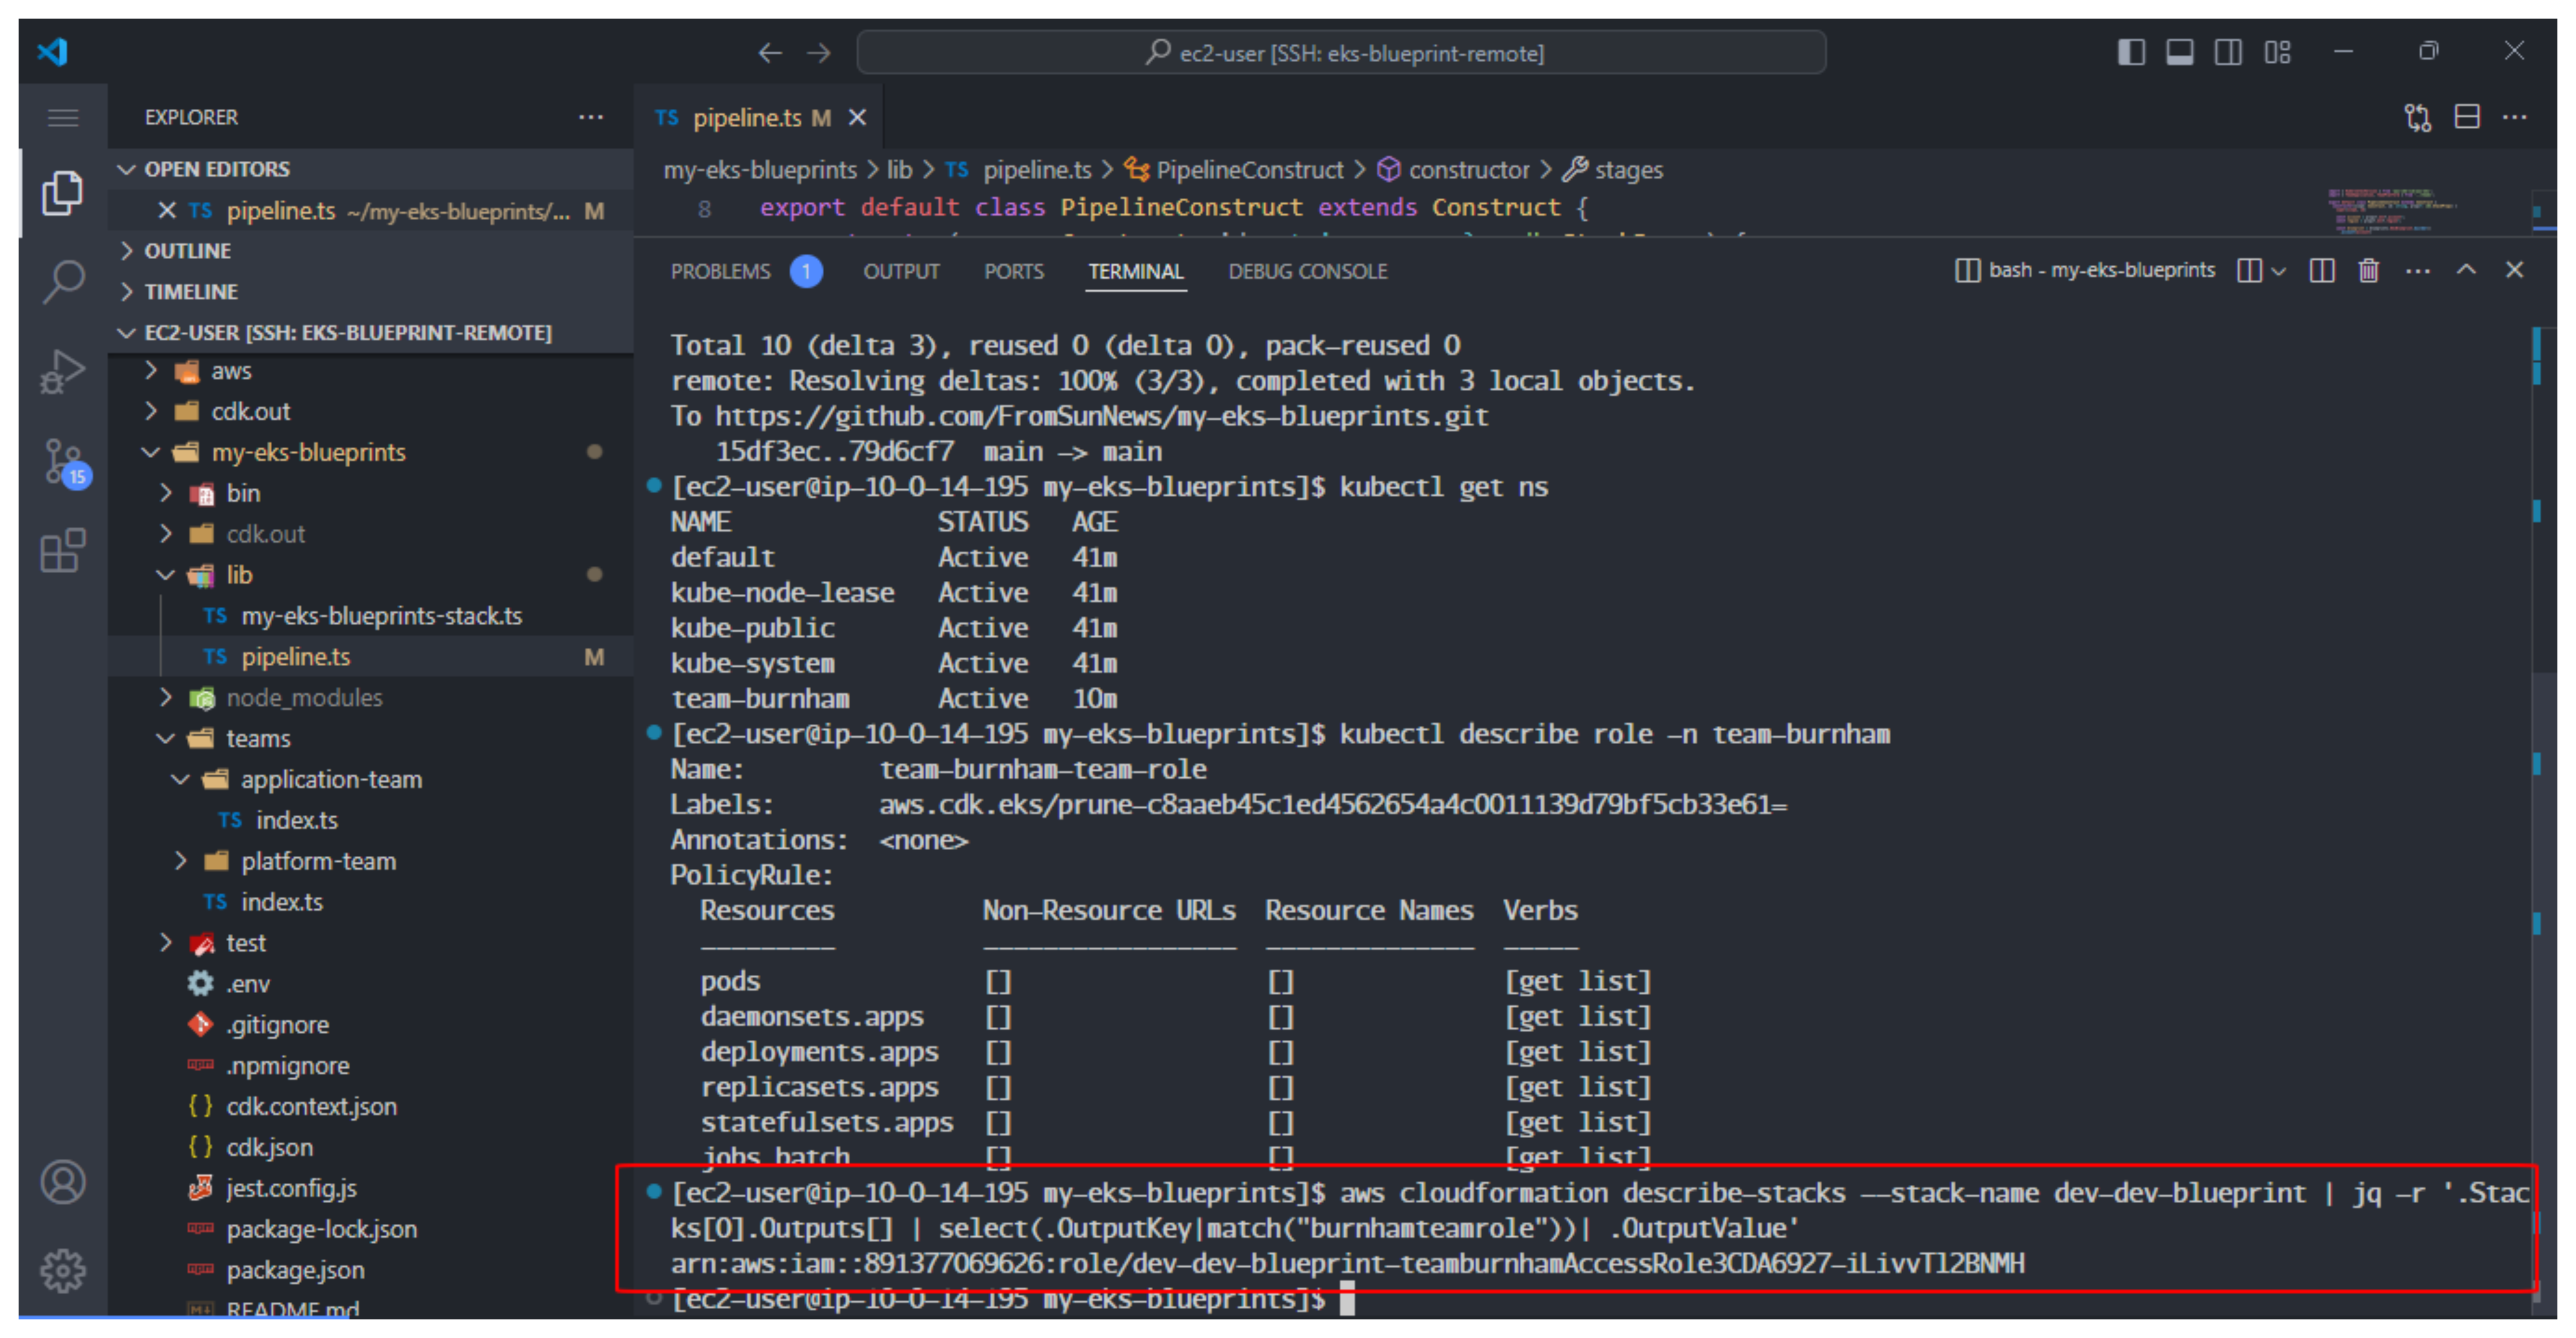 ec2-user [SSH: eks-blueprint-remote]
EXPLORER
OPEN EDITORS
TS pipeline.ts ~/my-eks-blueprints/... M
OUTLINE
TIMELINE
EC2-USER [SSH: EKS-BLUEPRINT-REMOTE]
aws
cdk.out
my-eks-blueprints
bin
cdk.out
lib
TS my-eks-blueprints-stack.ts
TS pipeline.ts M
node_modules
teams
application-team
TS index.ts
platform-team
TS index.ts
test
.env
.gitignore
.npmignore
{ } cdk.context.json
{ } cdk.json
jest.config.js
package-lock.json
package.json
README.md
15
TS pipeline.ts M
my-eks-blueprints > lib > TS pipeline.ts > PipelineConstruct > constructor > stages
8 export default class PipelineConstruct extends Construct {
PROBLEMS 1 OUTPUT PORTS TERMINAL DEBUG CONSOLE
bash - my-eks-blueprints
Total 10 (delta 3), reused 0 (delta 0), pack-reused 0
remote: Resolving deltas: 100% (3/3), completed with 3 local objects.
To https://github.com/FromSunNews/my-eks-blueprints.git
15df3ec..79d6cf7 main -> main
[ec2-user@ip-10-0-14-195 my-eks-blueprints]$ kubectl get ns
NAME STATUS AGE
default Active 41m
kube-node-lease Active 41m
kube-public Active 41m
kube-system Active 41m
team-burnham Active 10m
[ec2-user@ip-10-0-14-195 my-eks-blueprints]$ kubectl describe role -n team-burnham
Name: team-burnham-team-role
Labels: aws.cdk.eks/prune-c8aaeb45c1ed4562654a4c0011139d79bf5cb33e61=
Annotations: <none>
PolicyRule:
Resources Non-Resource URLs Resource Names Verbs
--------- ----------------- -------------- -----
pods [] [] [get list]
daemonsets.apps [] [] [get list]
deployments.apps [] [] [get list]
replicasets.apps [] [] [get list]
statefulsets.apps [] [] [get list]
jobs.batch [] [] [get list]
[ec2-user@ip-10-0-14-195 my-eks-blueprints]$ aws cloudformation describe-stacks --stack-name dev-dev-blueprint | jq -r '.Stac
ks[0].Outputs[] | select(.OutputKey|match("burnhamteamrole"))| .OutputValue'
arn:aws:iam::891377069626:role/dev-dev-blueprint-teamburnhamAccessRole3CDA6927-iLivvTl2BNMH
[ec2-user@ip-10-0-14-195 my-eks-blueprints]$